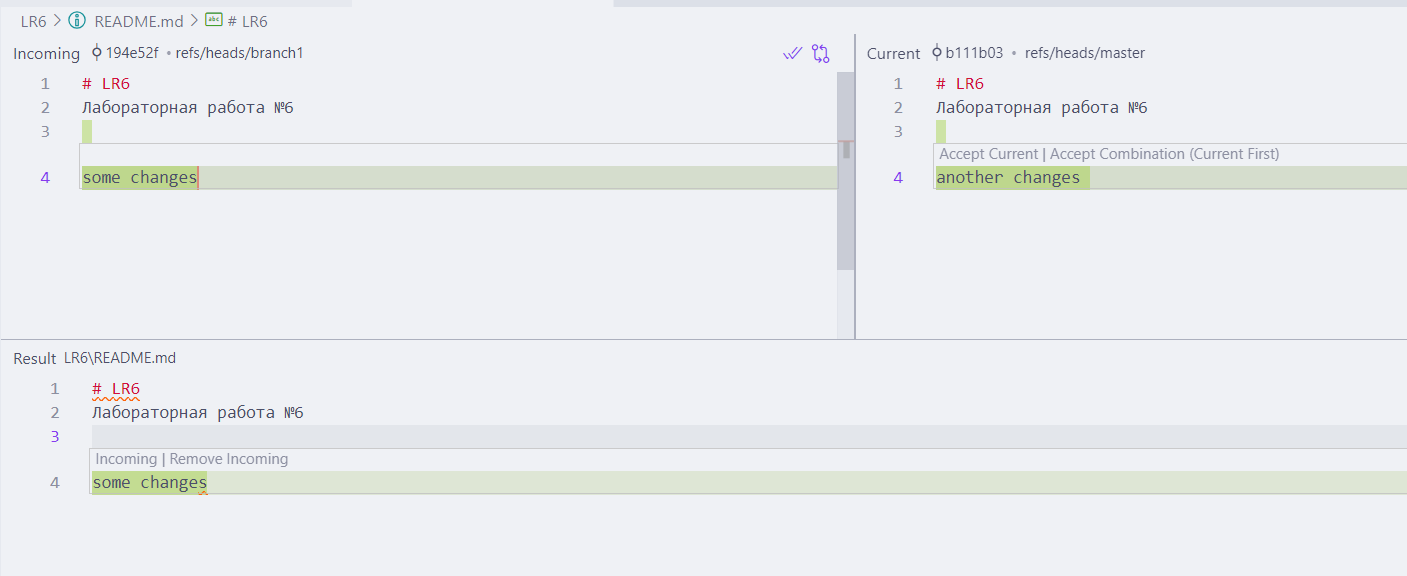 LR6 > README.md > abc # LR6
Incoming 194e52f • refs/heads/branch1
1 # LR6
2 Лабораторная работа №6
3
4 some changes
Current b111b03 • refs/heads/master
1 # LR6
2 Лабораторная работа №6
3
Accept Current | Accept Combination (Current First)
4 another changes
Result LR6\README.md
1 # LR6
2 Лабораторная работа №6
3
Incoming | Remove Incoming
4 some changes